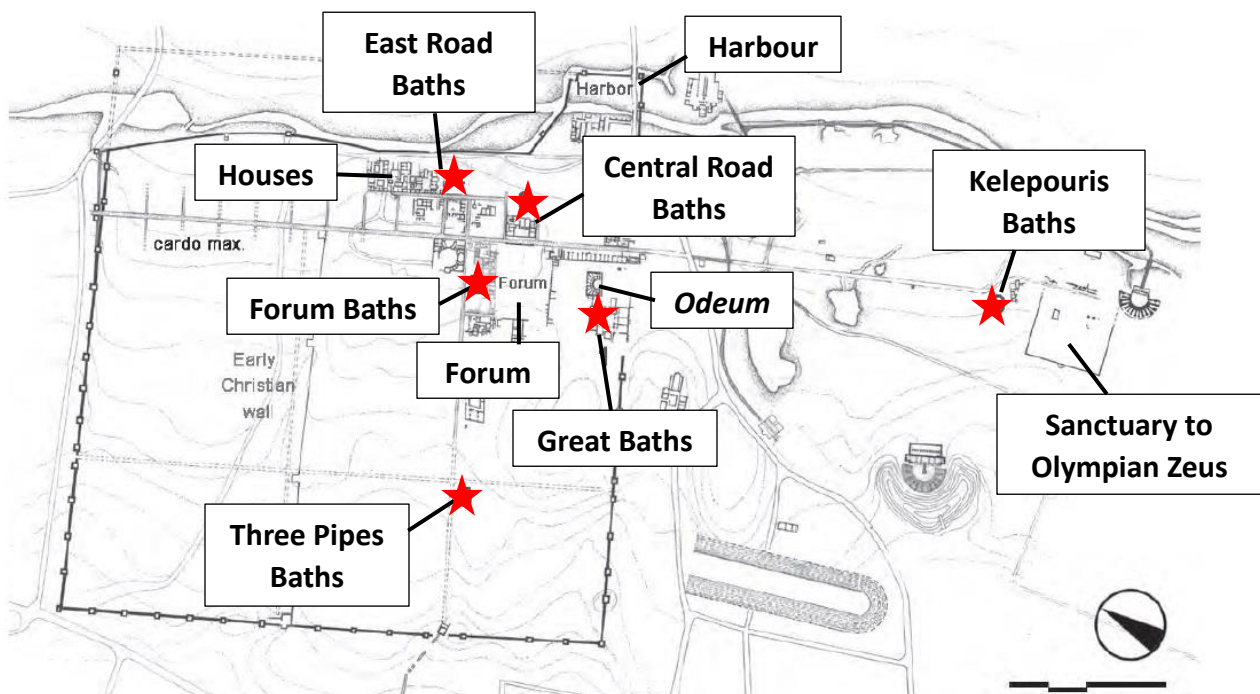 East Road
Baths
Harbour
Harbor
Houses
Central Road
Baths
Kelepouris
Baths
cardo max.
Forum Baths
Forum
Odeum
Early
Christian
wall
Forum
Great Baths
Sanctuary to
Olympian Zeus
Three Pipes
Baths